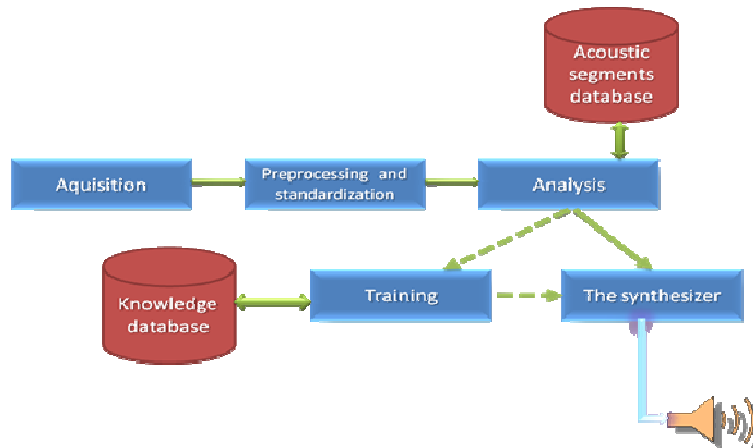 Acoustic
segments
database
Aquisition
Preprocessing and
standardization
Analysis
Knowledge
database
Training
The synthesizer